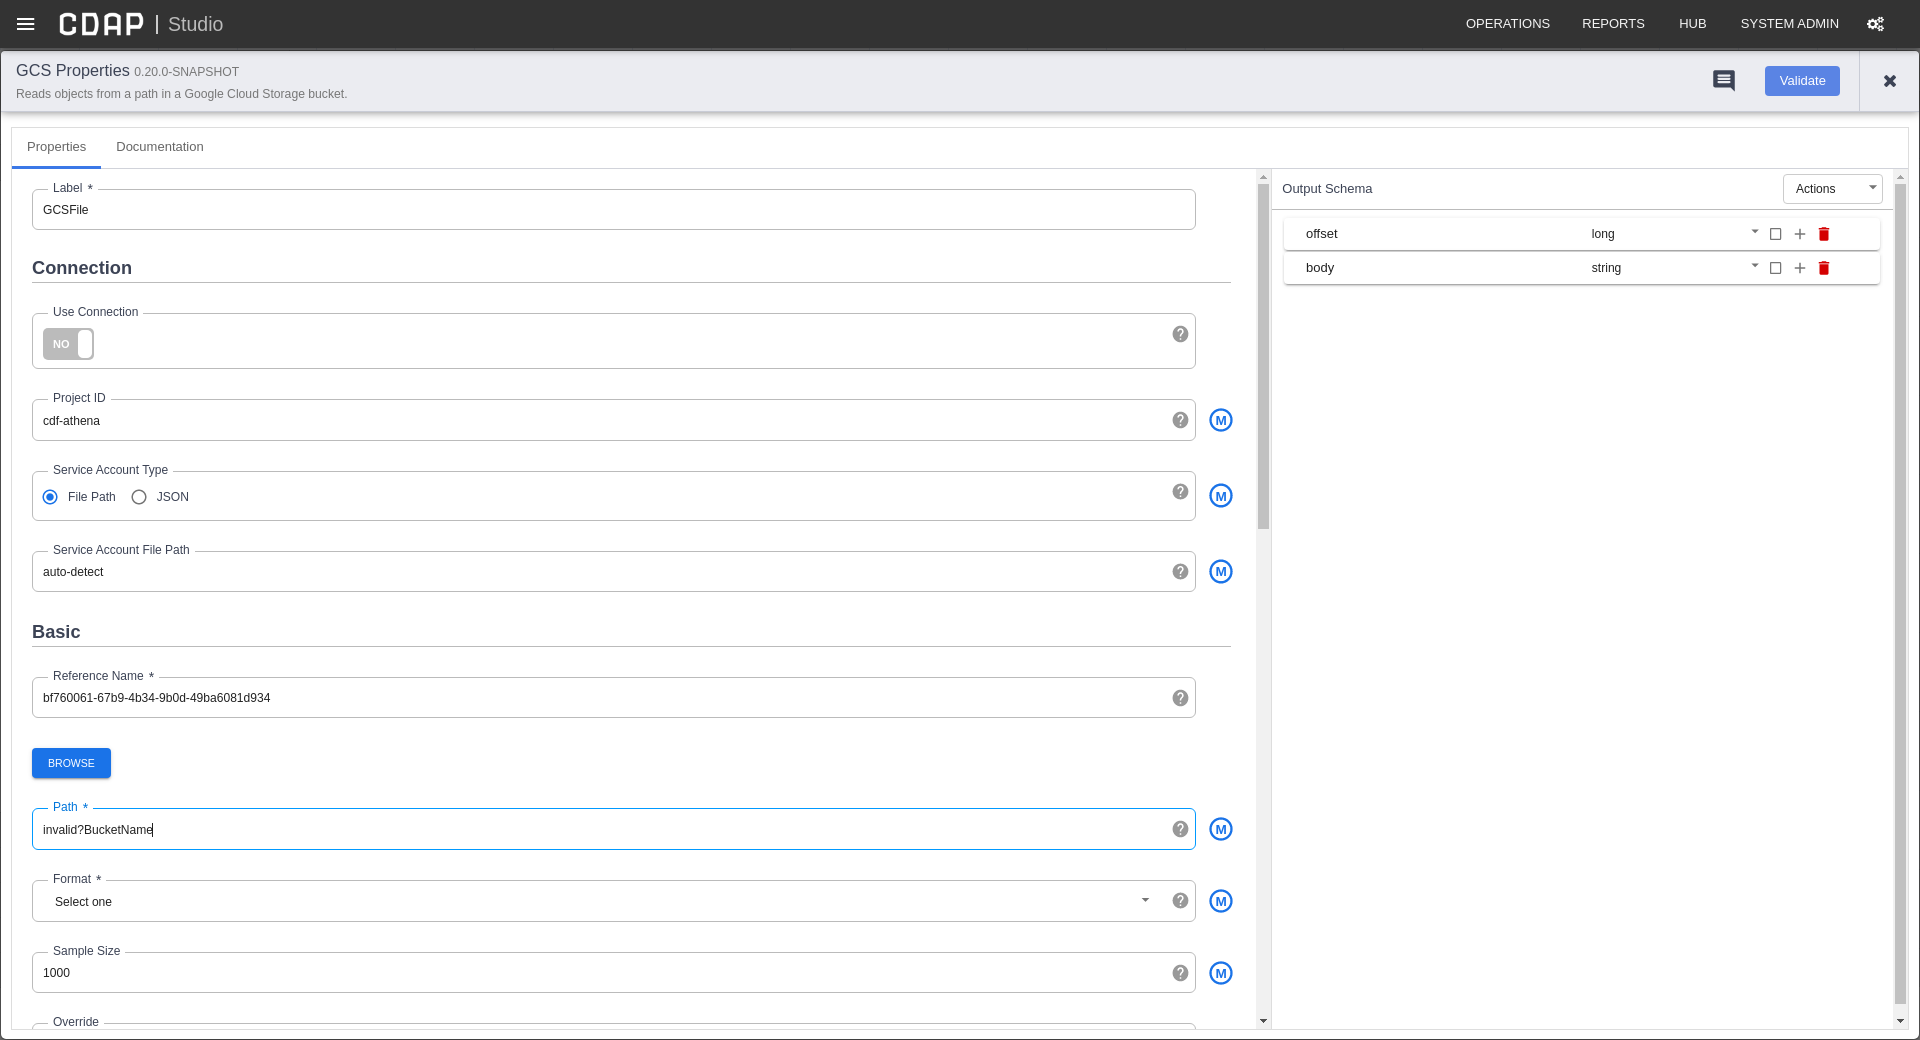 CDAP | Studio
OPERATIONS REPORTS HUB SYSTEM ADMIN
GCS Properties 0.20.0-SNAPSHOT
Reads objects from a path in a Google Cloud Storage bucket.
Validate
Properties Documentation
Label *
GCSFile
Connection
Use Connection
NO
Project ID
cdf-athena
M
Service Account Type
File Path JSON
M
Service Account File Path
auto-detect
M
Basic
Reference Name *
bf760061-67b9-4b34-9b0d-49ba6081d934
BROWSE
Path *
invalid?BucketName
M
Format *
Select one
M
Sample Size
1000
M
Override
Output Schema
Actions
offset long
body string